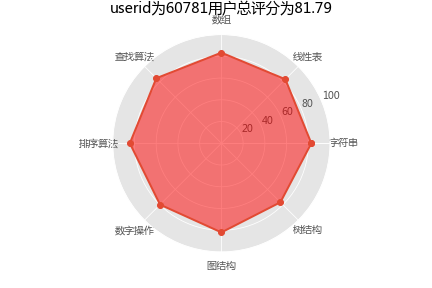 userid为60781用户总评分为81.79
数组
查找算法
线性表
100
80
60
40
20
排序算法
字符串
数字操作
树结构
图结构